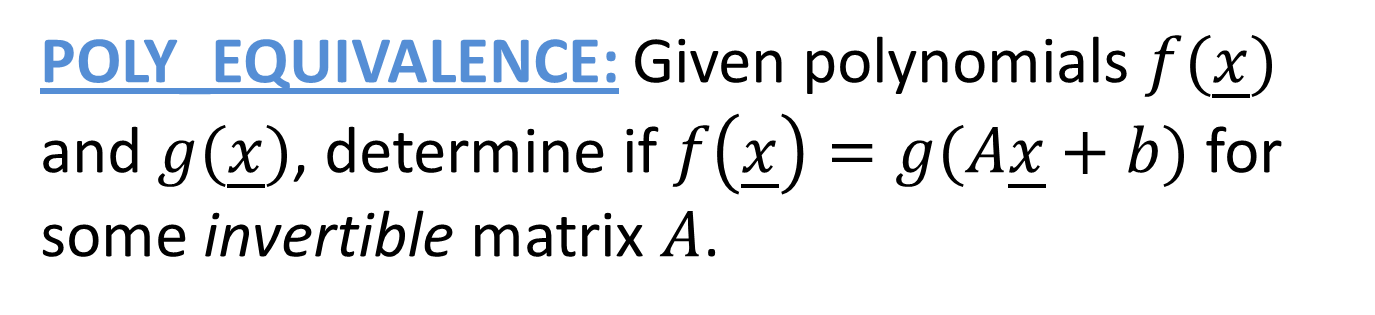 POLY_EQUIVALENCE: Given polynomials f(x)
and g(x), determine if f(x) = g(Ax + b) for
some invertible matrix A.